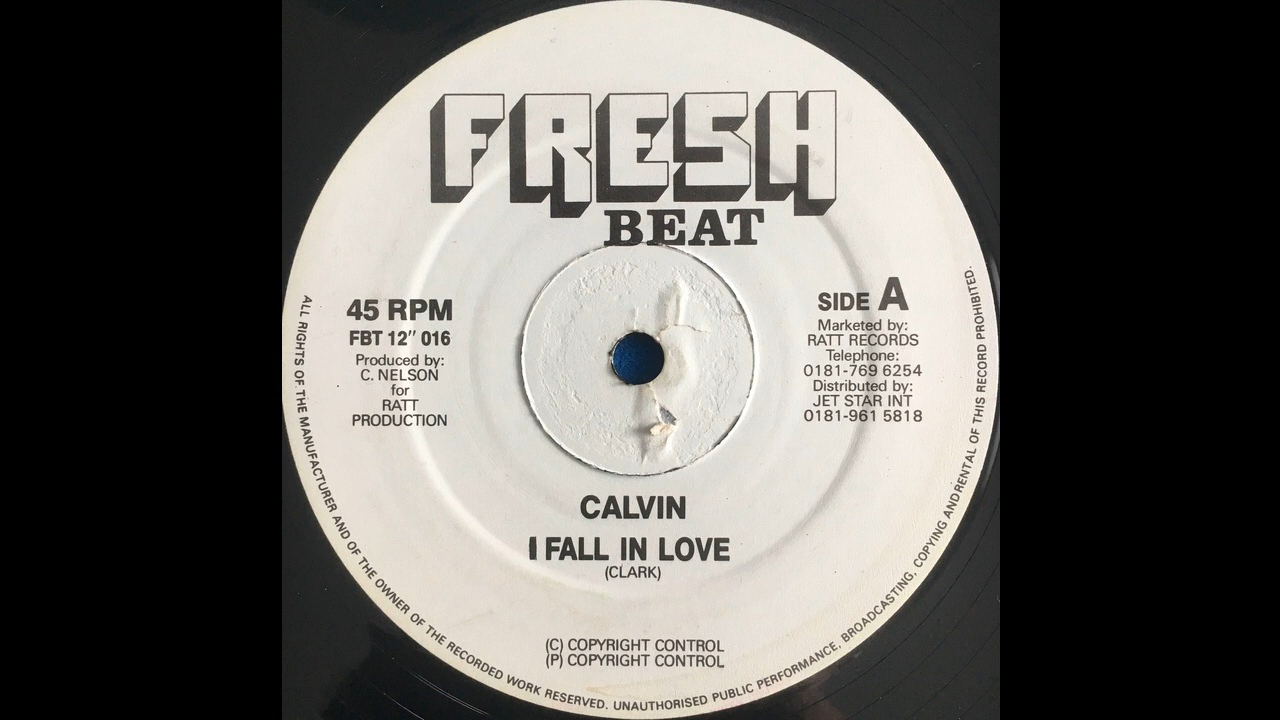 FRESH
BEAT
45 RPM
FBT 12" 016
Produced by:
C. NELSON
for
RATT
PRODUCTION
SIDE A
Marketed by:
RATT RECORDS
Telephone:
0181-769 6254
Distributed by:
JET STAR INT
0181-961 5818
CALVIN
I FALL IN LOVE
(CLARK)
(C) COPYRIGHT CONTROL
(P) COPYRIGHT CONTROL
ALL RIGHTS OF THE MANUFACTURER AND OF THE OWNER OF THE RECORDED WORK RESERVED. UNAUTHORISED PUBLIC PERFORMANCE, BROADCASTING, COPYING AND RENTAL OF THIS RECORD PROHIBITED.